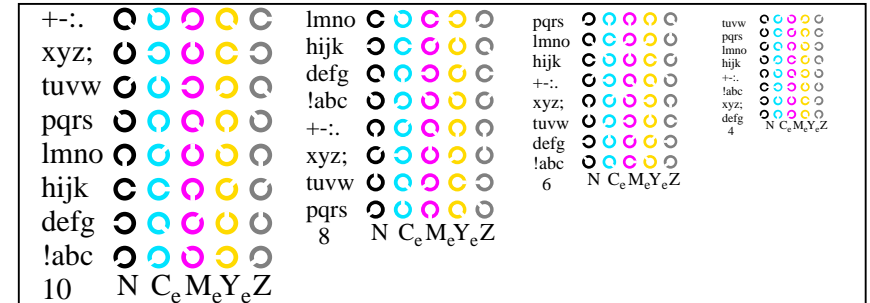 +-:.
xyz;
tuvw
pqrs
lmno
hijk
defg
!abc
10 N CeMeYeZ
lmno
hijk
defg
!abc
+-:.
xyz;
tuvw
pqrs
8 N CeMeYeZ
pqrs
lmno
hijk
+-:.
xyz;
tuvw
defg
!abc
6 N CeMeYeZ
tuvw
pqrs
lmno
hijk
+-:.
!abc
xyz;
defg
4 N CeMeYeZ